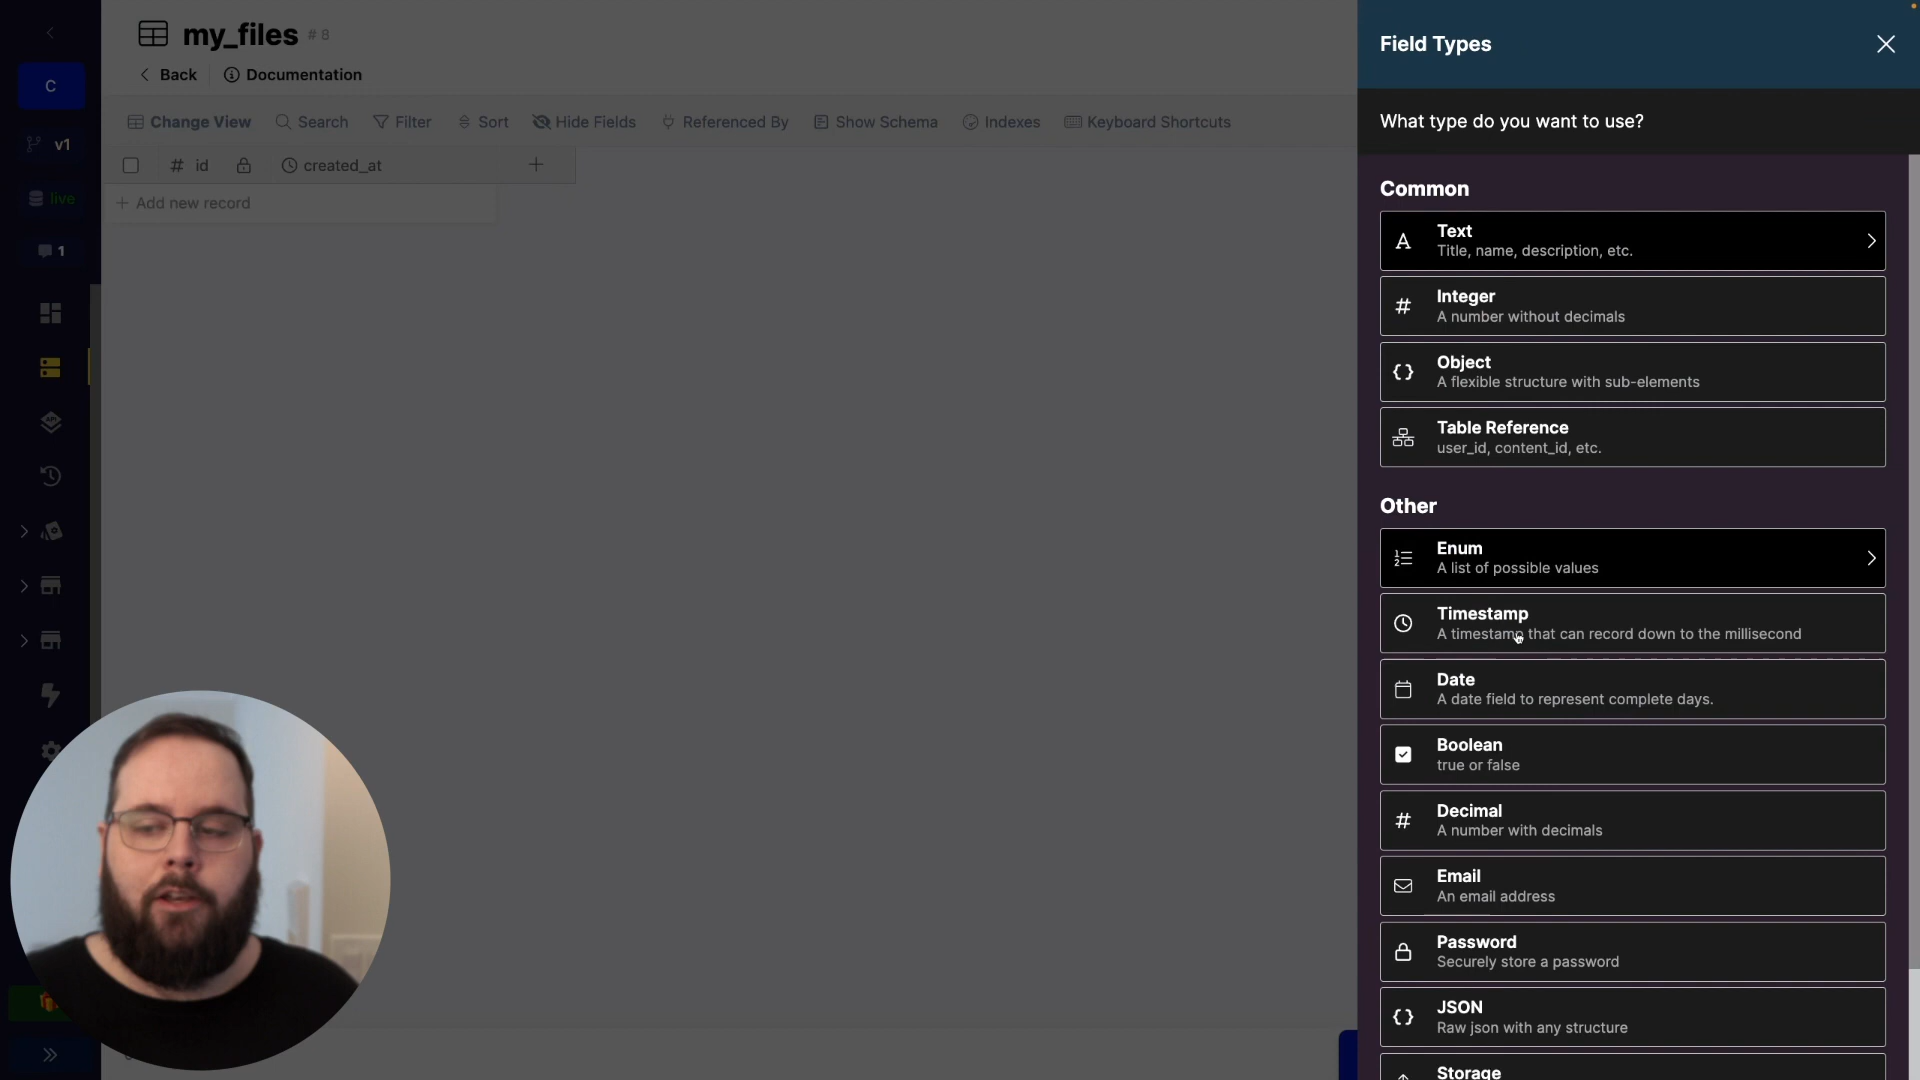 my_files # 8
Back
Documentation
C
v1
live
1
Change View
Search
Filter
Sort
Hide Fields
Referenced By
Show Schema
Indexes
Keyboard Shortcuts
# id
created_at
+
+ Add new record
Field Types
What type do you want to use?
Common
Text
Title, name, description, etc.
Integer
A number without decimals
Object
A flexible structure with sub-elements
Table Reference
user_id, content_id, etc.
Other
Enum
A list of possible values
Timestamp
A timestamp that can record down to the millisecond
Date
A date field to represent complete days.
Boolean
true or false
Decimal
A number with decimals
Email
An email address
Password
Securely store a password
JSON
Raw json with any structure
Storage